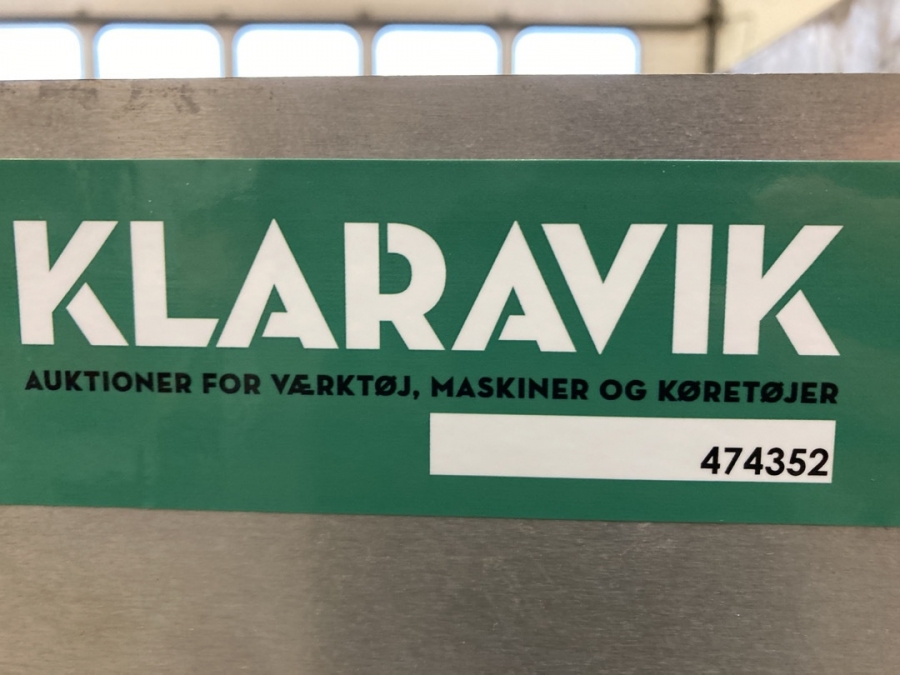 KLARAVIK
AUKTIONER FOR VÆRKTØJ, MASKINER OG KØRETØJER
474352